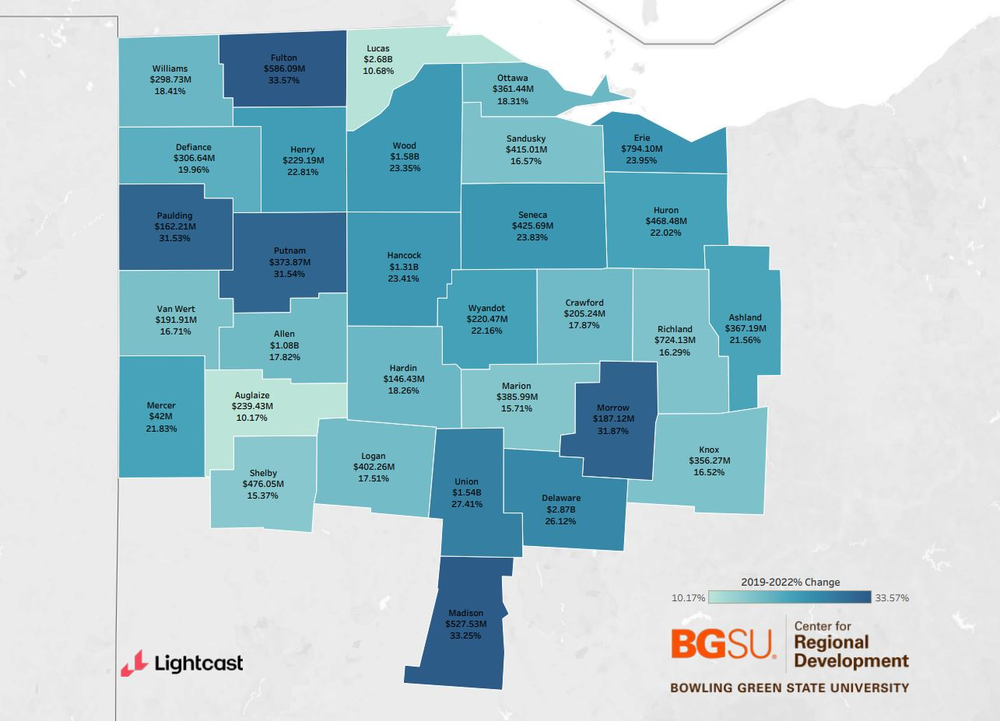 Williams
$298.73M
18.41%
Fulton
$586.09M
33.57%
Lucas
$2.68B
10.68%
Ottawa
$361.44M
18.31%
Defiance
$306.64M
19.96%
Henry
$229.19M
22.81%
Wood
$1.58B
23.35%
Sandusky
$415.01M
16.57%
Erie
$794.10M
23.95%
Paulding
$162.21M
31.53%
Putnam
$373.87M
31.54%
Hancock
$1.31B
23.41%
Seneca
$425.69M
23.83%
Huron
$468.48M
22.02%
Van Wert
$191.91M
16.71%
Allen
$1.08B
17.82%
Wyandot
$220.47M
22.16%
Crawford
$205.24M
17.87%
Richland
$724.13M
16.29%
Ashland
$367.19M
21.56%
Mercer
$42M
21.83%
Auglaize
$239.43M
10.17%
Hardin
$146.43M
18.26%
Marion
$385.99M
15.71%
Morrow
$187.12M
31.87%
Knox
$356.27M
16.52%
Shelby
$476.05M
15.37%
Logan
$402.26M
17.51%
Union
$1.54B
27.41%
Delaware
$2.87B
26.12%
Madison
$527.53M
33.25%
2019-2022% Change
10.17%
33.57%
Lightcast
BGSU®
Center for
Regional
Development
BOWLING GREEN STATE UNIVERSITY